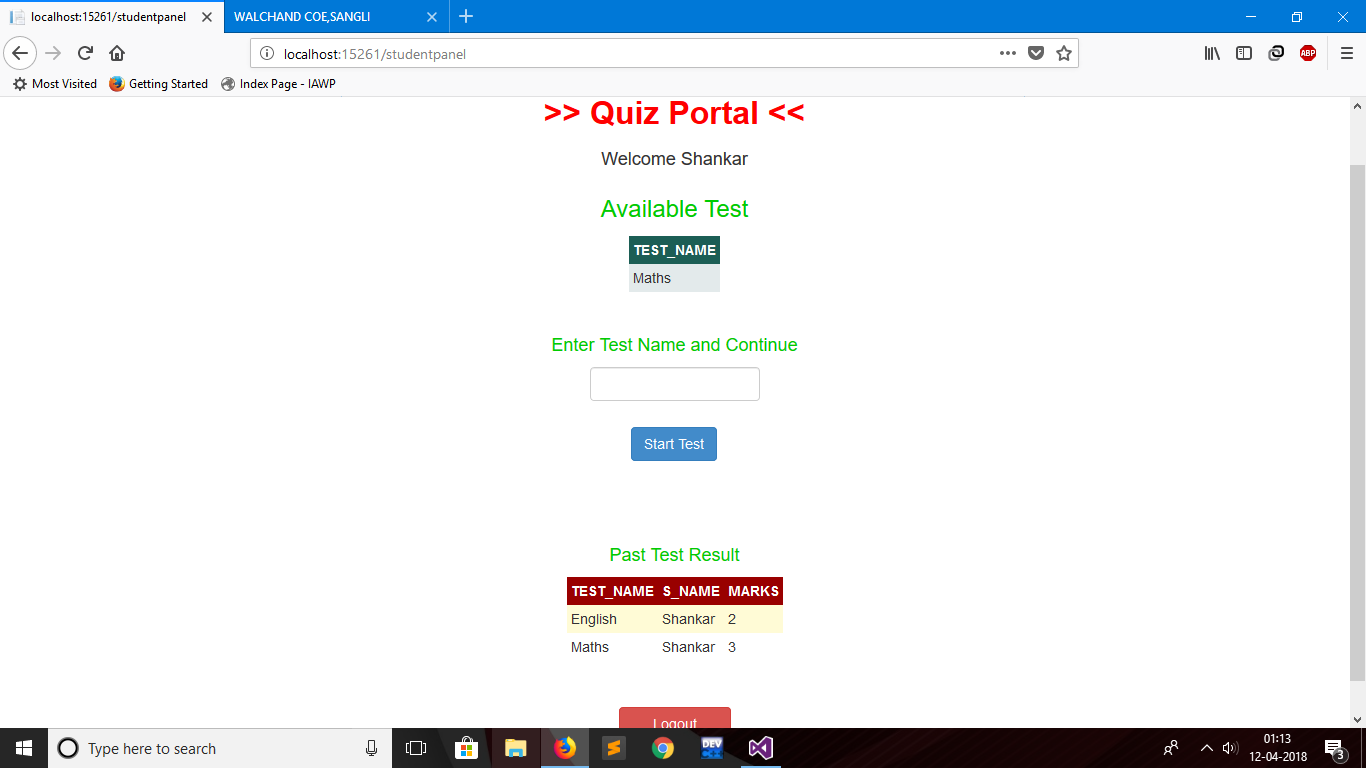 localhost:15261/studentpanel
WALCHAND COE,SANGLI
localhost:15261/studentpanel
ABP
Most Visited
Getting Started
Index Page - IAWP
>> Quiz Portal <<
Welcome Shankar
Available Test
TEST_NAME
Maths
Enter Test Name and Continue
Start Test
Past Test Result
TEST_NAME S_NAME MARKS
English Shankar 2
Maths Shankar 3
Logout
Type here to search
DEV
01:13
12-04-2018
3